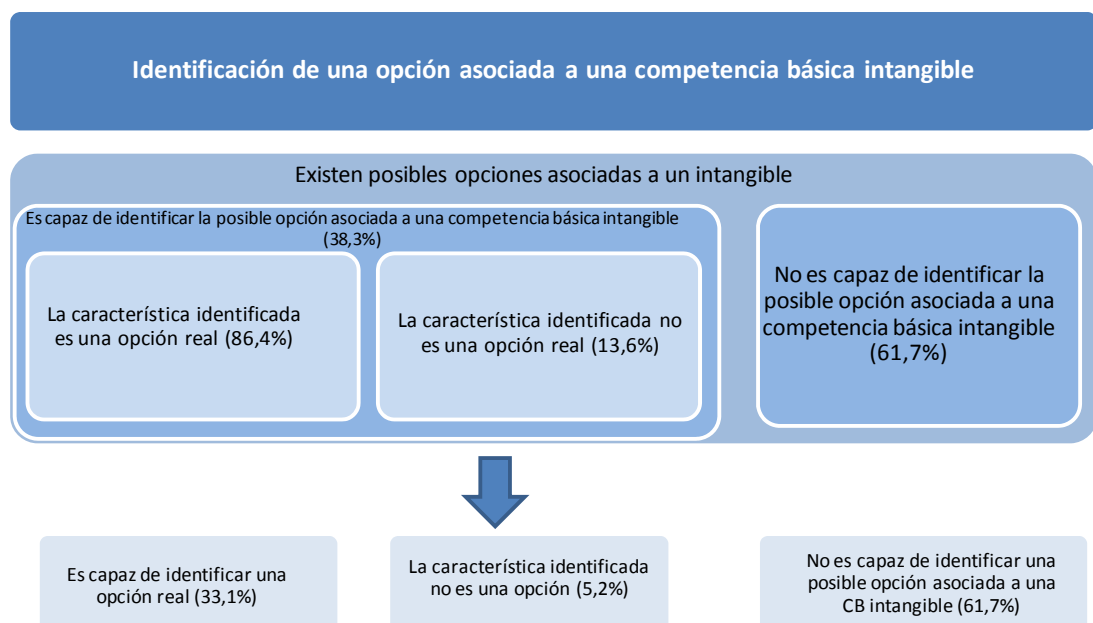 Identificación de una opción asociada a una competencia básica intangible
Existen posibles opciones asociadas a un intangible
Es capaz de identificar la posible opción asociada a una competencia básica intangible
(38,3%)
La característica identificada
es una opción real (86,4%)
La característica identificada no
es una opción real (13,6%)
No es capaz de identificar la
posible opción asociada a una
competencia básica intangible
(61,7%)
Es capaz de identificar una
opción real (33,1%)
La característica identificada
no es una opción (5,2%)
No es capaz de identificar una
posible opción asociada a una
CB intangible (61,7%)